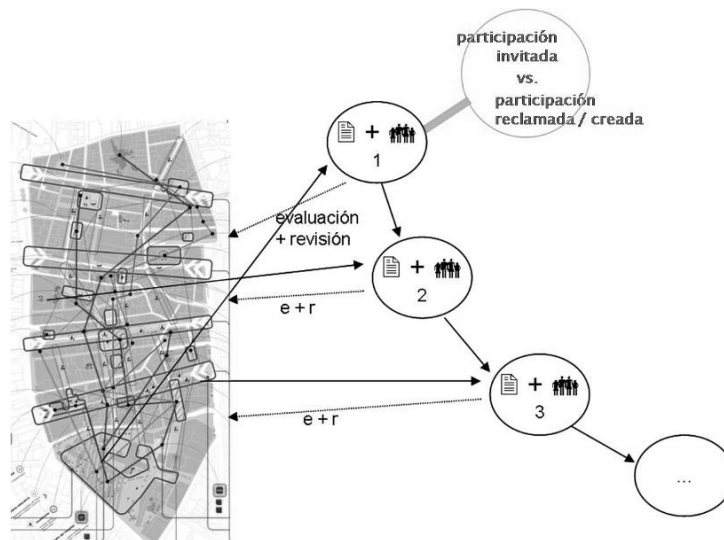 participación
invitada
vs.
participación
reclamada / creada
+
1
evaluación
+ revisión
+
2
e + r
+
3
e + r
...